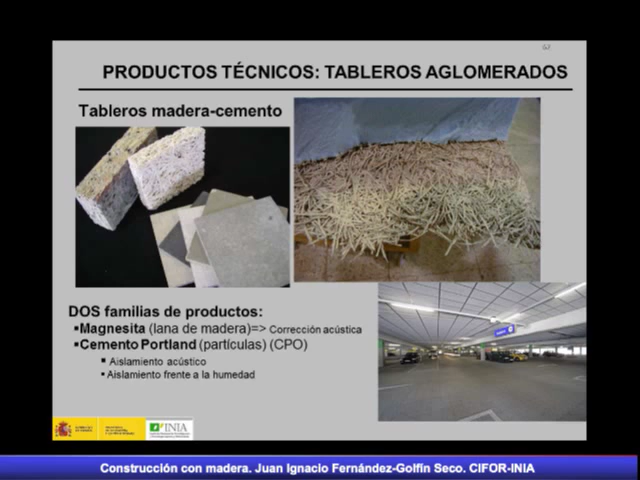 PRODUCTOS TÉCNICOS: TABLEROS AGLOMERADOS
Tableros madera-cemento
DOS familias de productos:
▪Magnesita (lana de madera)=> Corrección acústica
▪Cemento Portland (partículas) (CPO)
▪ Aislamiento acústico
▪ Aislamiento frente a la humedad
INIA
Construcción con madera. Juan Ignacio Fernández-Golfín Seco. CIFOR-INIA